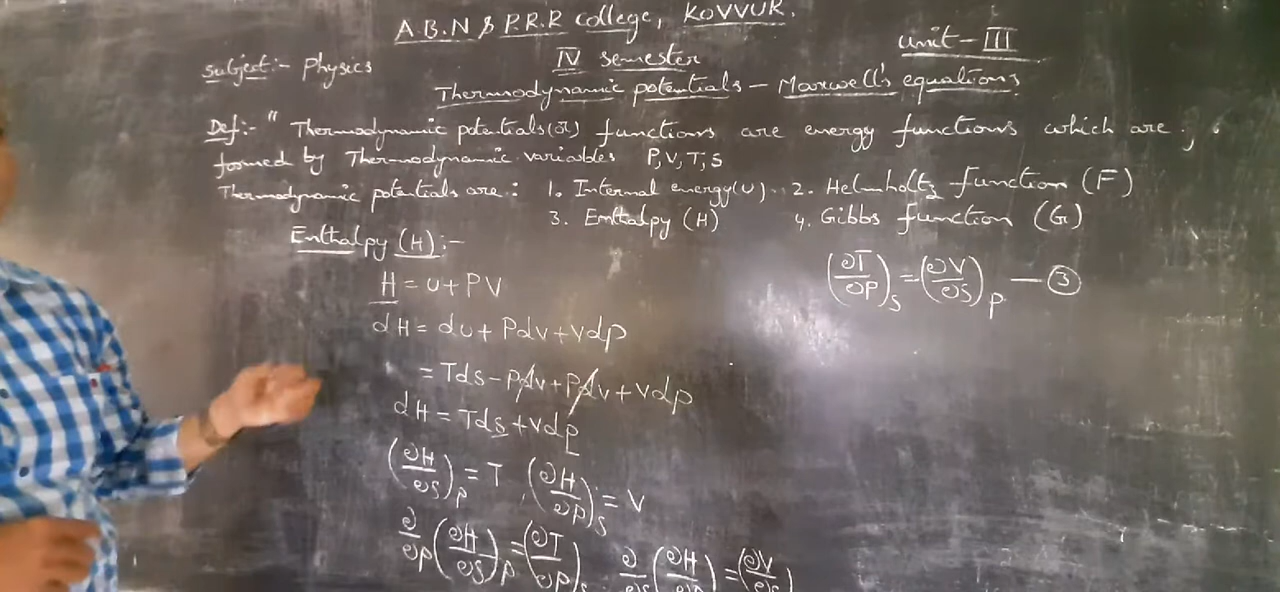 A.B.N & P.R.R college, KOVVUR.
Subject:- Physics IV semester Unit-III
Thermodynamic potentials - Maxwell's equations
Def:- " Thermodynamic potentials(or) functions are energy functions which are
formed by Thermodynamic variables P,V,T,S
Thermodynamic potentials are: 1. Internal energy(U). 2. Helmholtz function (F)
3. Enthalpy (H) 4. Gibbs function (G)
Enthalpy (H):-
H = U + PV
dH = dU + Pdv + vdp
= Tds - Pdv + Pdv + vdp
dH = Tds + vdp
(∂H/∂S)_P = T, (∂H/∂P)_S = V
∂/∂P (∂H/∂S)_P = (∂T/∂P)_S ∂/∂S (∂H/∂P) = (∂V/∂S)
(∂T/∂P)_S = (∂V/∂S)_P — ③